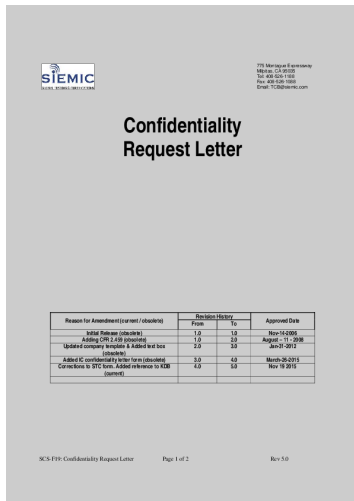 SIEMIC
775 Montague Expressway
Milpitas, CA 95035
Tel: 408-526-1188
Fax: 408-526-1088
Email: TCB@siemic.com
Confidentiality
Request Letter
Reason for Amendment (current / obsolete) Revision History Approved Date
From To
Initial Release (obsolete) 1.0 1.0 Nov-14-2006
Adding CFR 2.459 (obsolete) 1.0 2.0 August – 11 - 2008
Updated company template & Added text box (obsolete) 2.0 3.0 Jan-31-2012
Added IC confidentiality letter form (obsolete) 3.0 4.0 March-26-2015
Corrections to STC form. Added reference to KDB (current) 4.0 5.0 Nov 19 2015
SCS-F19: Confidentiality Request Letter Page 1 of 2 Rev 5.0